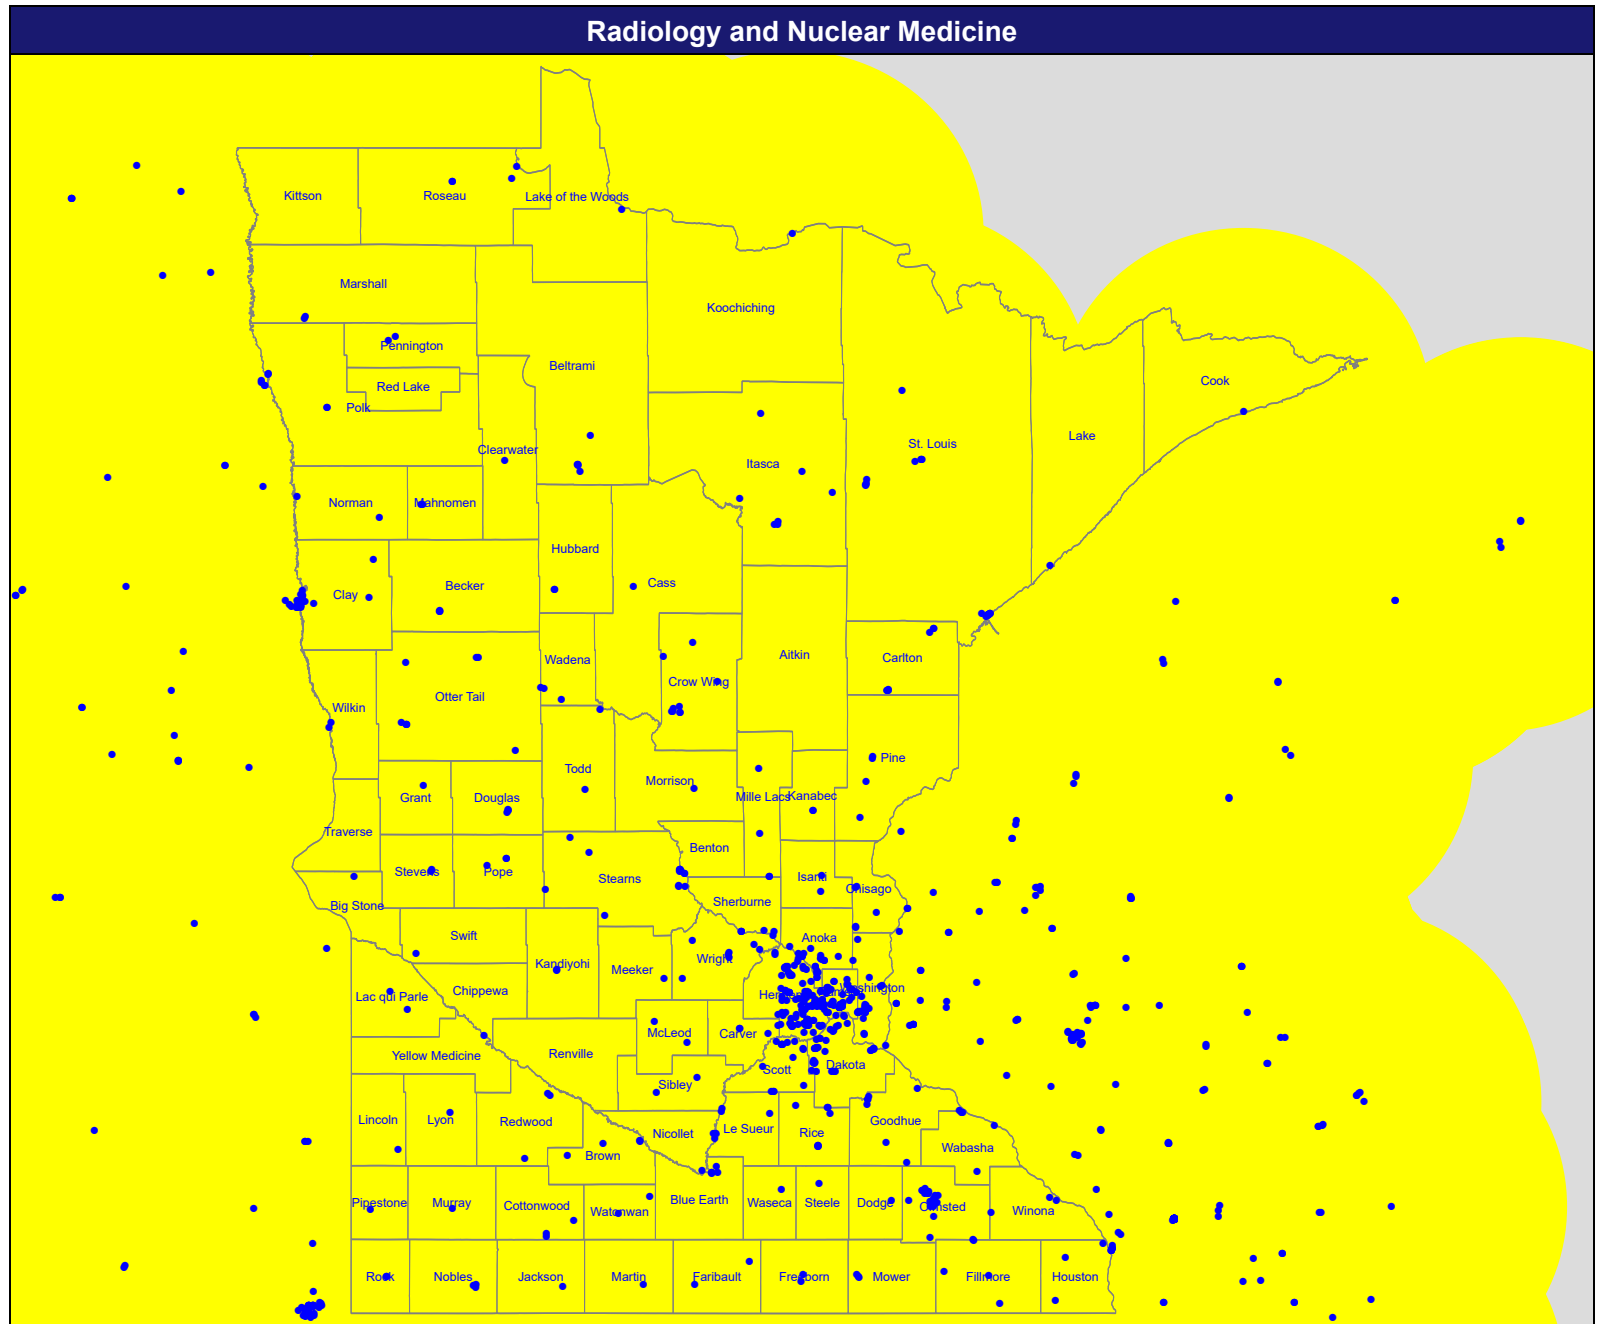 Radiology and Nuclear Medicine
Kittson
Roseau
Lake of the Woods
Marshall
Koochiching
Pennington
Beltrami
Red Lake
Cook
Polk
Lake
St. Louis
Clearwater
Itasca
Norman
Mahnomen
Hubbard
Cass
Becker
Clay
Aitkin
Carlton
Wadena
Crow Wing
Otter Tail
Wilkin
Pine
Todd
Morrison
Mille Lacs
Kanabec
Grant
Douglas
Traverse
Benton
Stevens
Pope
Isanti
Stearns
Chisago
Sherburne
Big Stone
Swift
Anoka
Wright
Kandiyohi
Meeker
Washington
Chippewa
Lac qui Parle
McLeod
Carver
Renville
Yellow Medicine
Dakota
Scott
Sibley
Lincoln
Lyon
Redwood
Goodhue
Le Sueur
Nicollet
Rice
Wabasha
Brown
Blue Earth
Pipestone
Murray
Cottonwood
Watonwan
Waseca
Steele
Dodge
Olmsted
Winona
Rock
Nobles
Jackson
Martin
Faribault
Freeborn
Mower
Fillmore
Houston